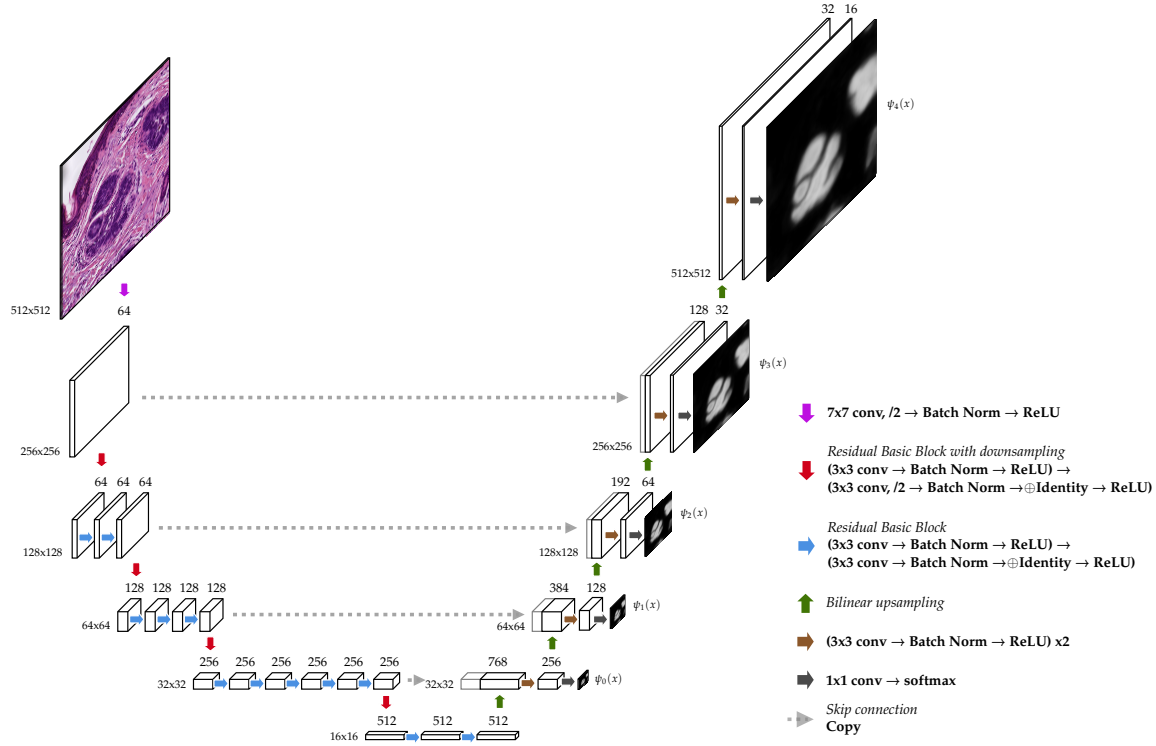 32 16
ψ4(x)
512x512
512x512
64
128 32
ψ3(x)
256x256
256x256
64 64 64
192 64
ψ2(x)
128x128
128x128
128 128 128 128
384 128
ψ1(x)
64x64
64x64
256 256 256 256 256 256
768 256
ψ0(x)
32x32
32x32
512 512 512
16x16
7x7 conv, /2 → Batch Norm → ReLU
Residual Basic Block with downsampling
(3x3 conv → Batch Norm → ReLU) →
(3x3 conv, /2 → Batch Norm →⊕Identity → ReLU)
Residual Basic Block
(3x3 conv → Batch Norm → ReLU) →
(3x3 conv → Batch Norm →⊕Identity → ReLU)
Bilinear upsampling
(3x3 conv → Batch Norm → ReLU) x2
1x1 conv → softmax
Skip connection
Copy